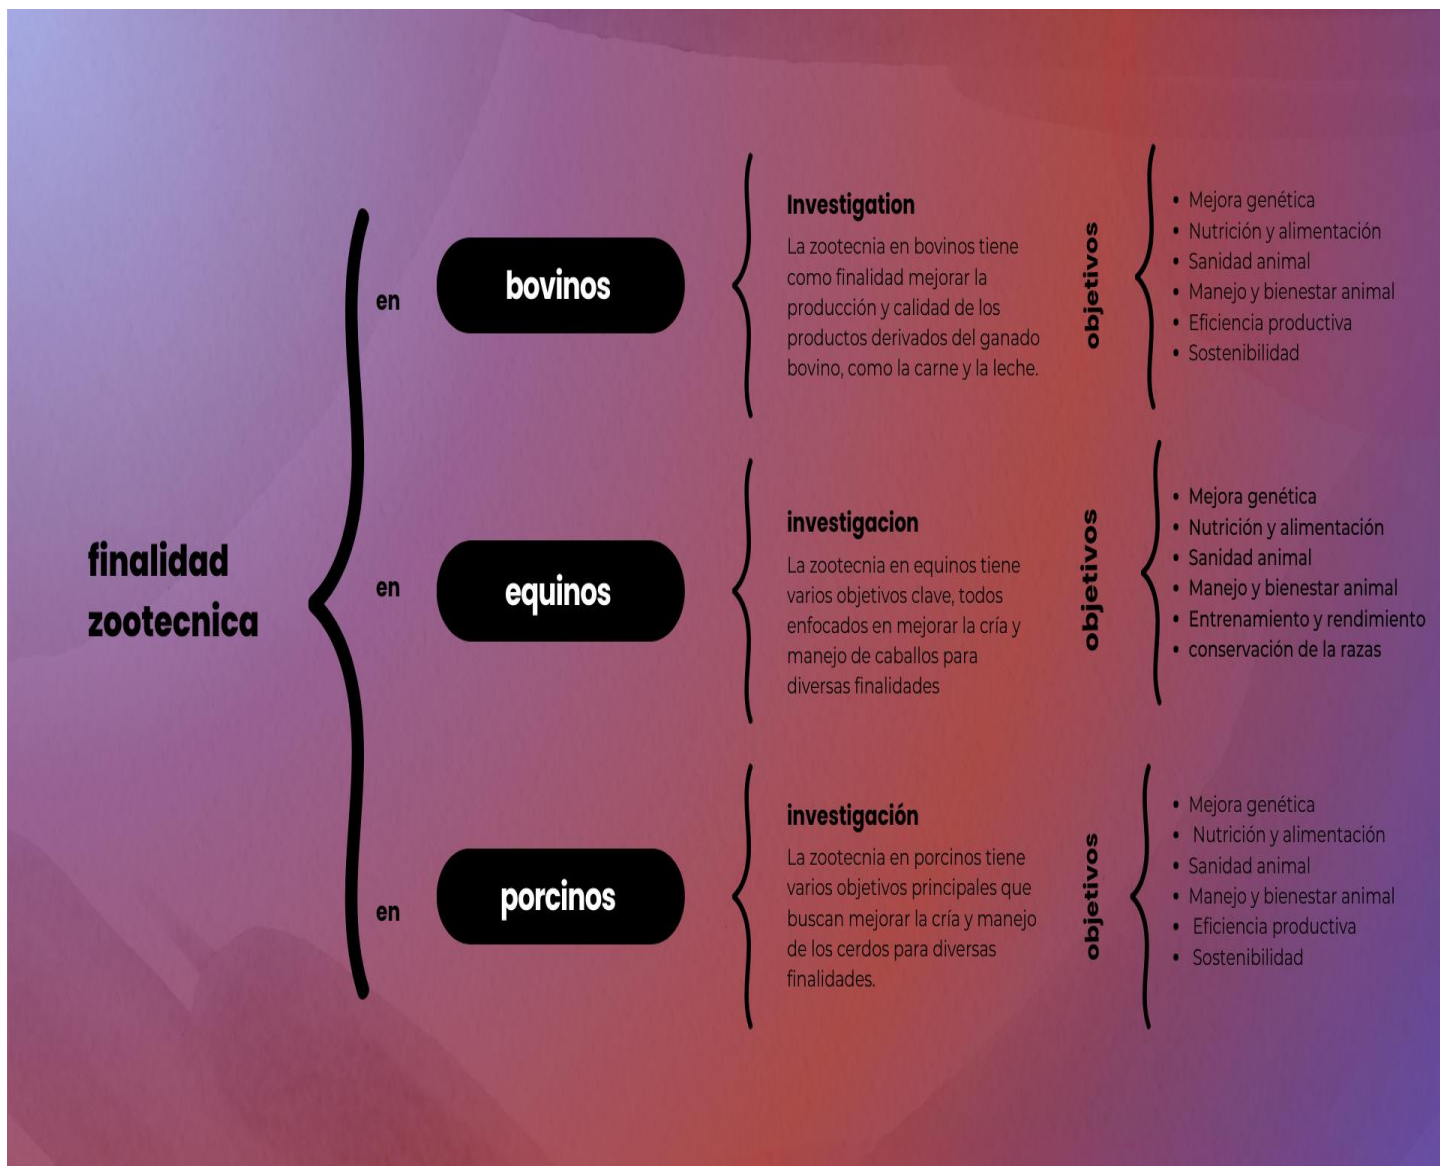 finalidad
zootecnica
en
bovinos
Investigation
La zootecnia en bovinos tiene
como finalidad mejorar la
producción y calidad de los
productos derivados del ganado
bovino, como la carne y la leche.
objetivos
• Mejora genética
• Nutrición y alimentación
• Sanidad animal
• Manejo y bienestar animal
• Eficiencia productiva
• Sostenibilidad
en
equinos
investigacion
La zootecnia en equinos tiene
varios objetivos clave, todos
enfocados en mejorar la cría y
manejo de caballos para
diversas finalidades
objetivos
• Mejora genética
• Nutrición y alimentación
• Sanidad animal
• Manejo y bienestar animal
• Entrenamiento y rendimiento
• conservación de la razas
en
porcinos
investigación
La zootecnia en porcinos tiene
varios objetivos principales que
buscan mejorar la cría y manejo
de los cerdos para diversas
finalidades.
objetivos
• Mejora genética
• Nutrición y alimentación
• Sanidad animal
• Manejo y bienestar animal
• Eficiencia productiva
• Sostenibilidad